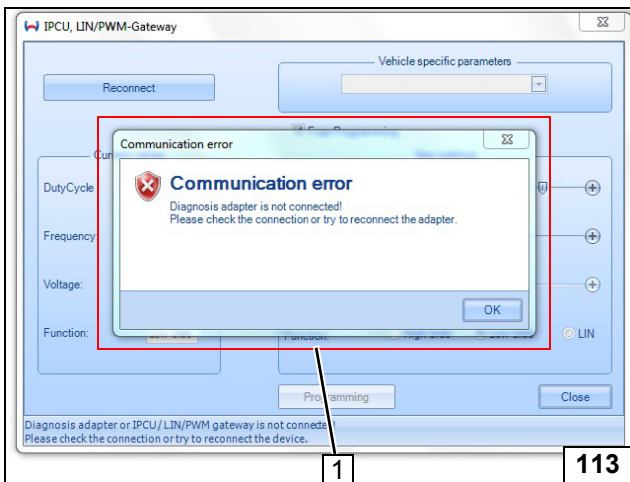 IPCU, LIN/PWM-Gateway
Vehicle specific parameters
Reconnect
Free Programming
Communication error
Communication error
Diagnosis adapter is not connected!
Please check the connection or try to reconnect the adapter.
OK
DutyCycle
Frequency
Voltage:
Function:
Function:
LIN
Programming
Close
Diagnosis adapter or IPCU/LIN/PWM gateway is not connected!
Please check the connection or try to reconnect the device.
1
113